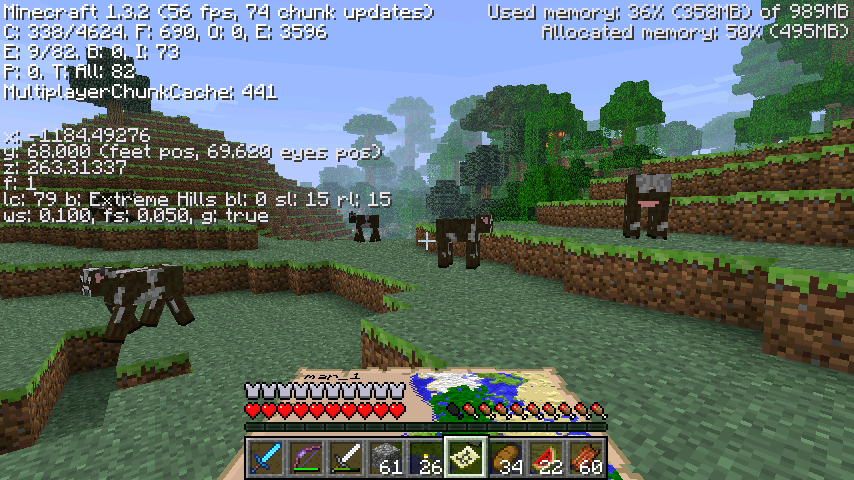 Minecraft 1.3.2 (56 fps, 74 chunk updates)
Used memory: 36% (358MB) of 989MB
C: 338/4624, F: 690, O: 0, E: 3596
Allocated memory: 50% (495MB)
E: 9/82, B: 0, I: 73
P: 0, T: All: 82
MultiplayerChunkCache: 441
x: -1184.49276
y: 68.000 (feet pos, 69.620 eyes pos)
z: 263.31337
f: 1
lc: 79 b: Extreme Hills bl: 0 sl: 15 rl: 15
ws: 0.100, fs: 0.050, g: true
map_1
61 26 34 22 60